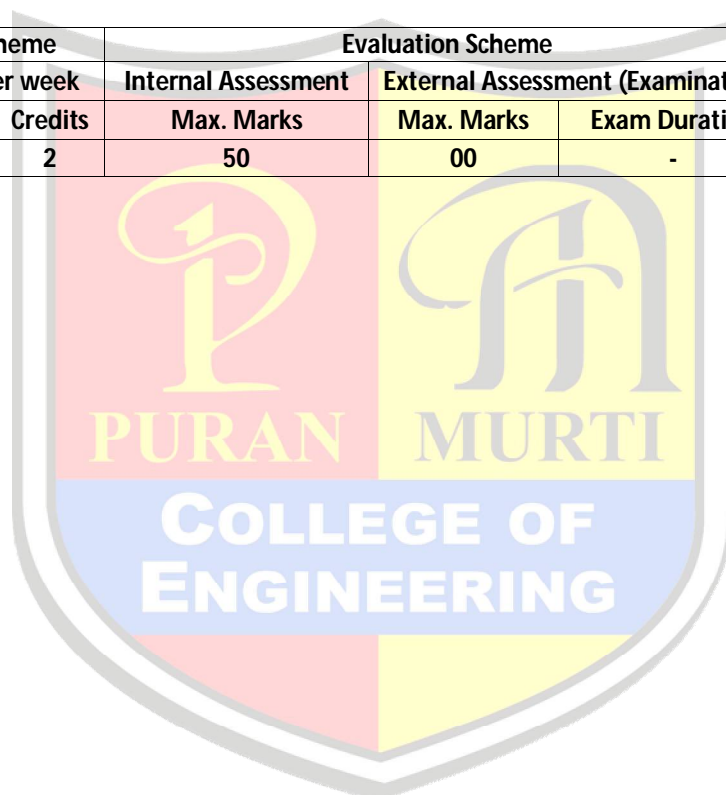 heme Evaluation Scheme
er week Internal Assessment External Assessment (Examinat
Credits Max. Marks Max. Marks Exam Durati
2 50 00 -
PURAN MURTI
COLLEGE OF
ENGINEERING